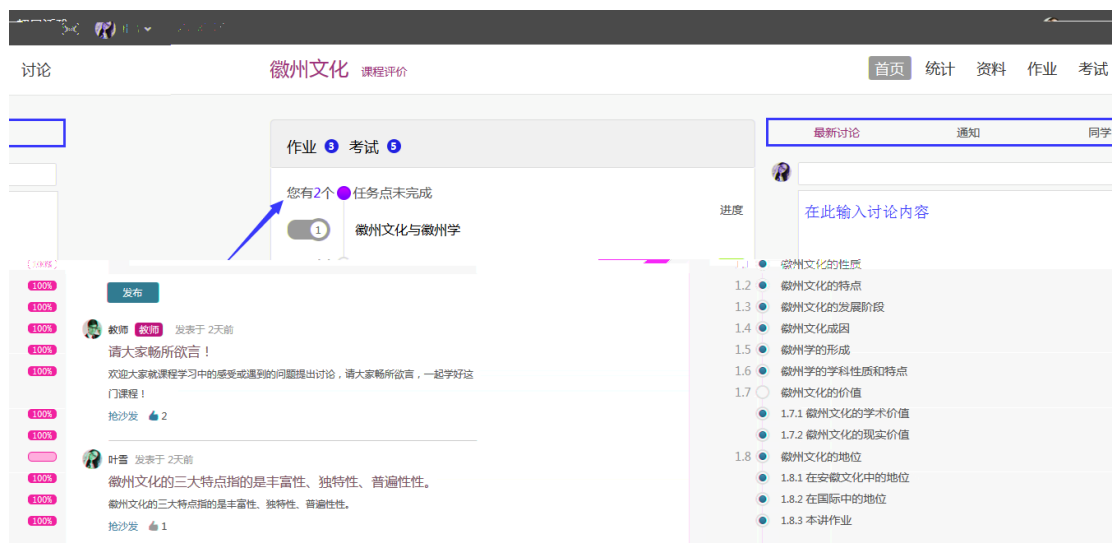 讨论
徽州文化 课程评价
首页 统计 资料 作业 考试
作业 3 考试 5
最新讨论 通知 同学
您有2个 任务点未完成
进度
在此输入讨论内容
1 徽州文化与徽州学
徽州文化的性质
100%
发布
1.2 徽州文化的特点
100%
1.3 徽州文化的发展阶段
100%
教师 教师 发表于 2天前
1.4 徽州文化成因
100%
请大家畅所欲言！
1.5 徽州学的形成
100%
欢迎大家就课程学习中的感受或遇到的问题提出讨论，请大家畅所欲言，一起学好这
门课程！
1.6 徽州学的学科性质和特点
1.7 徽州文化的价值
100%
抢沙发 2
1.7.1 徽州文化的学术价值
100%
1.7.2 徽州文化的现实价值
叶雪 发表于 2天前
1.8 徽州文化的地位
100%
徽州文化的三大特点指的是丰富性、独特性、普遍性性。
1.8.1 在安徽文化中的地位
100%
徽州文化的三大特点指的是丰富性、独特性、普遍性性。
1.8.2 在国际中的地位
100%
抢沙发 1
1.8.3 本讲作业